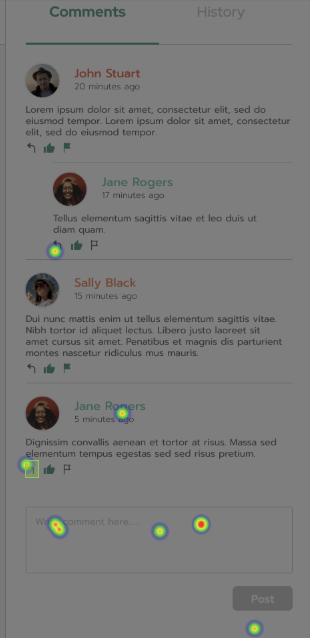 Comments
History
John Stuart
20 minutes ago
Lorem ipsum dolor sit amet, consectetur elit, sed do
eiusmod tempor. Lorem ipsum dolor sit amet, consectetur
elit, sed do eiusmod tempor.
Jane Rogers
17 minutes ago
Tellus elementum sagittis vitae et leo duis ut
diam quam.
Sally Black
15 minutes ago
Dui nunc mattis enim ut tellus elementum sagittis vitae.
Nibh tortor id aliquet lectus. Libero justo laoreet sit
amet cursus sit amet. Penatibus et magnis dis parturient
montes nascetur ridiculus mus mauris.
Jane Rogers
5 minutes ago
Dignissim convallis aenean et tortor at risus. Massa sed
elementum tempus egestas sed sed risus pretium.
comment here....
Post